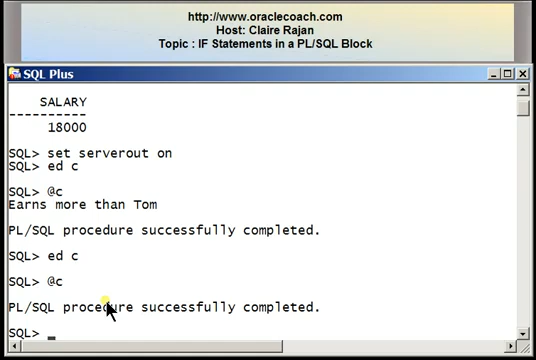 http://www.oraclecoach.com
Host: Claire Rajan
Topic : IF Statements in a PL/SQL Block
SQL Plus
SALARY
----------
18000
SQL> set serverout on
SQL> ed c
SQL> @c
Earns more than Tom
PL/SQL procedure successfully completed.
SQL> ed c
SQL> @c
PL/SQL procedure successfully completed.
SQL> _